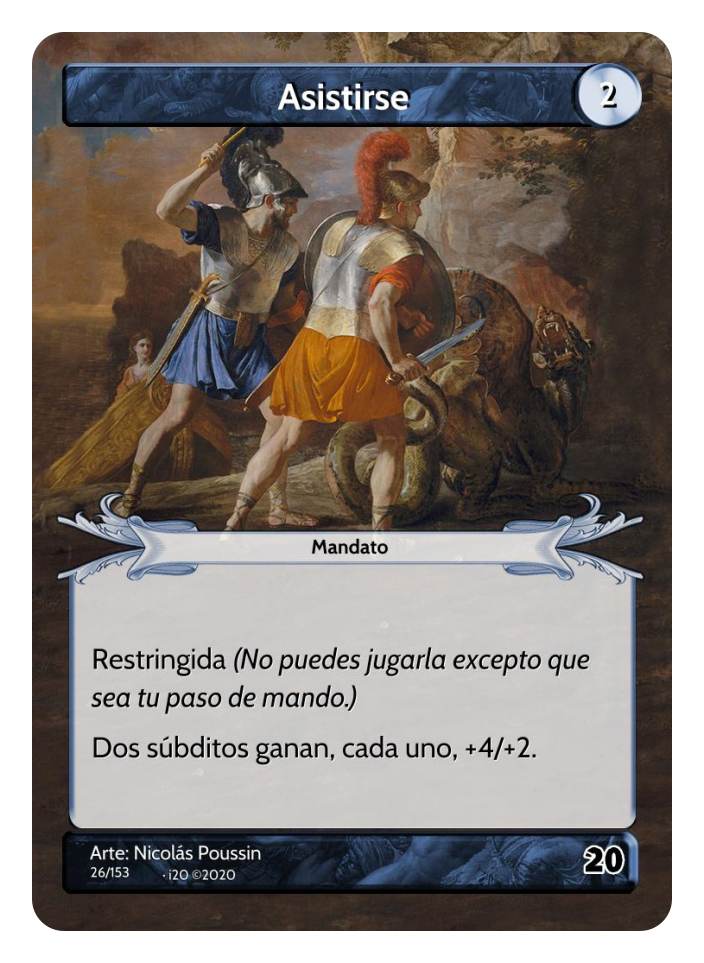 Asistirse
2
Mandato
Restringida (No puedes jugarla excepto que
sea tu paso de mando.)
Dos súbditos ganan, cada uno, +4/+2.
Arte: Nicolás Poussin
20
26/153 · i20 ©2020